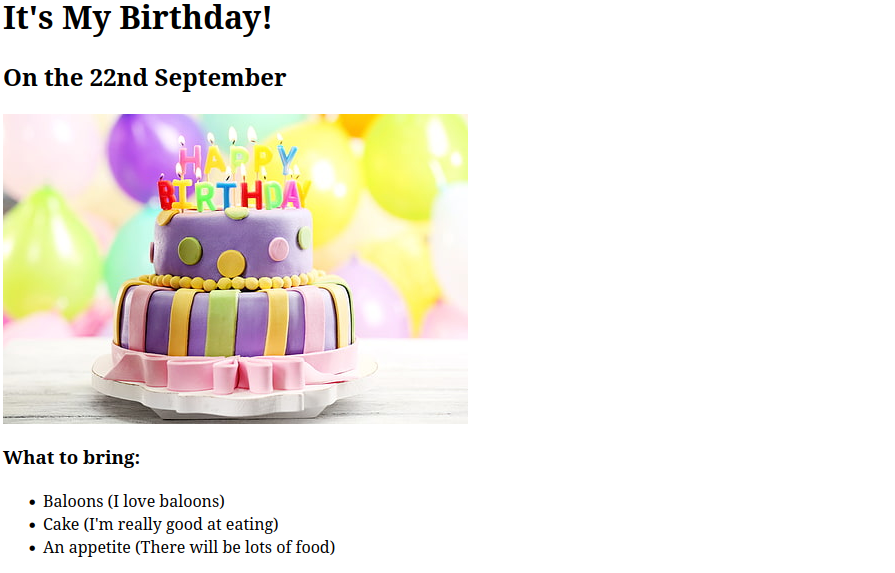 It's My Birthday!
On the 22nd September
HAPPY
BIRTHDAY
What to bring:
Baloons (I love baloons)
Cake (I'm really good at eating)
An appetite (There will be lots of food)